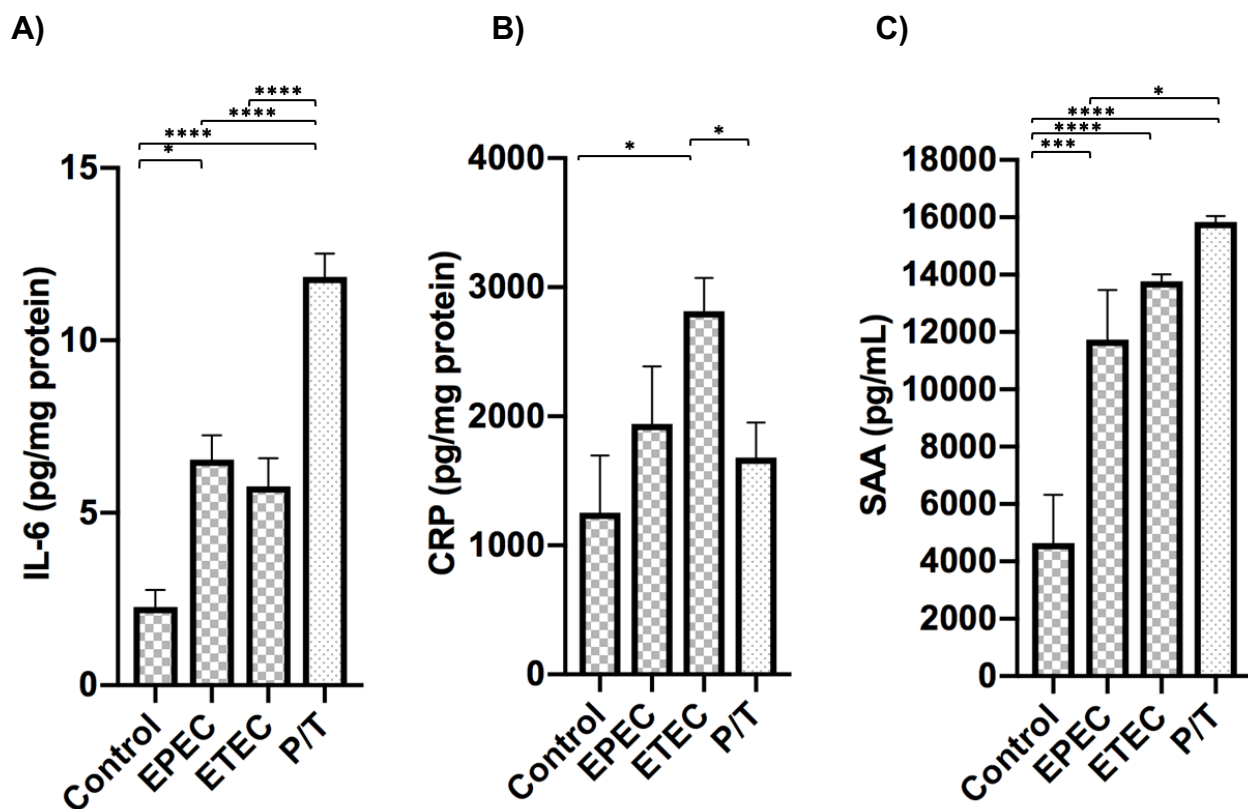 A)
****
****
****
*
15
10
5
0
IL-6 (pg/mg protein)
Control
EPEC
ETEC
P/T
B)
*
*
4000
3000
2000
1000
0
CRP (pg/mg protein)
Control
EPEC
ETEC
P/T
C)
*
****
****
***
18000
16000
14000
12000
10000
8000
6000
4000
2000
0
SAA (pg/mL)
Control
EPEC
ETEC
P/T